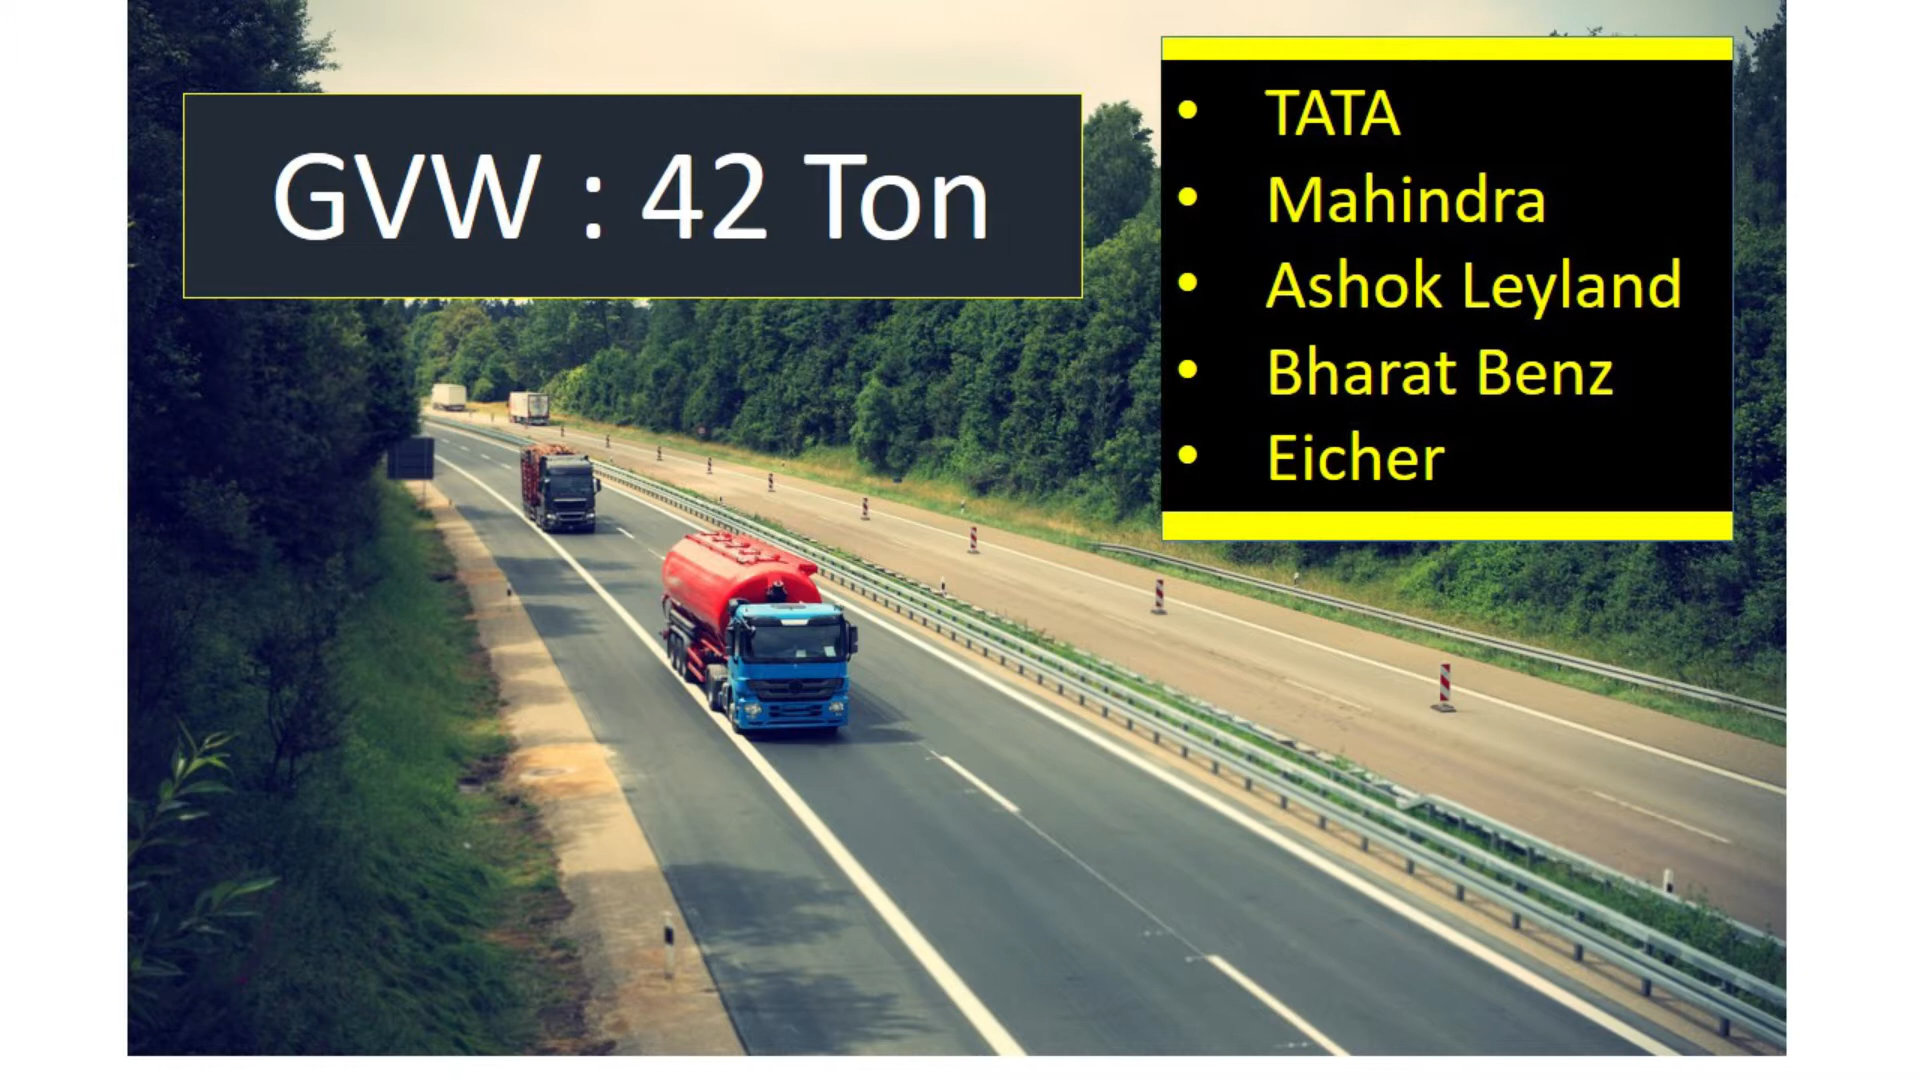 GVW : 42 Ton
• TATA
• Mahindra
• Ashok Leyland
• Bharat Benz
• Eicher